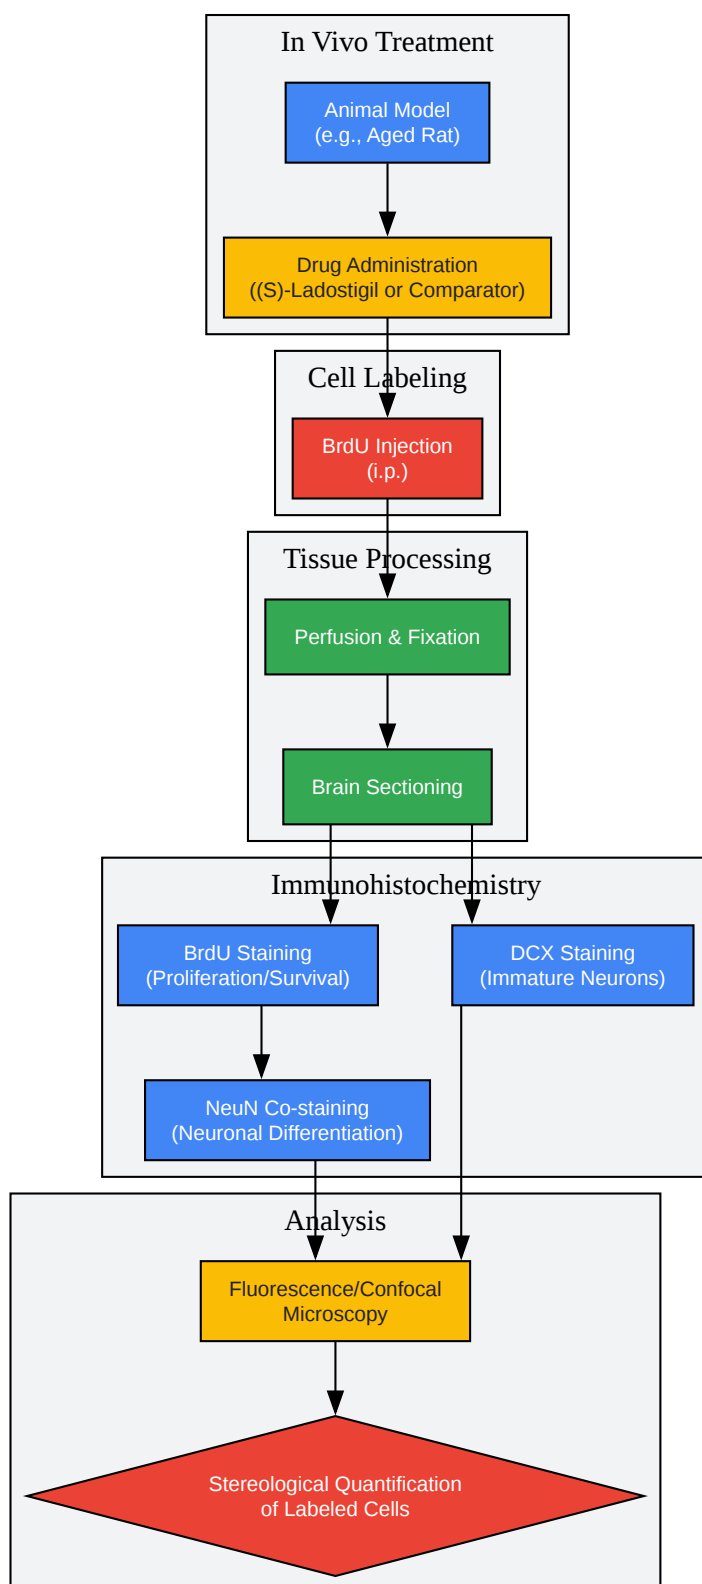 In Vivo Treatment
Animal Model
(e.g., Aged Rat)
Drug Administration
((S)-Ladostigil or Comparator)
Cell Labeling
BrdU Injection
(i.p.)
Tissue Processing
Perfusion & Fixation
Brain Sectioning
Immunohistochemistry
BrdU Staining
(Proliferation/Survival)
DCX Staining
(Immature Neurons)
NeuN Co-staining
(Neuronal Differentiation)
Analysis
Fluorescence/Confocal
Microscopy
Stereological Quantification
of Labeled Cells